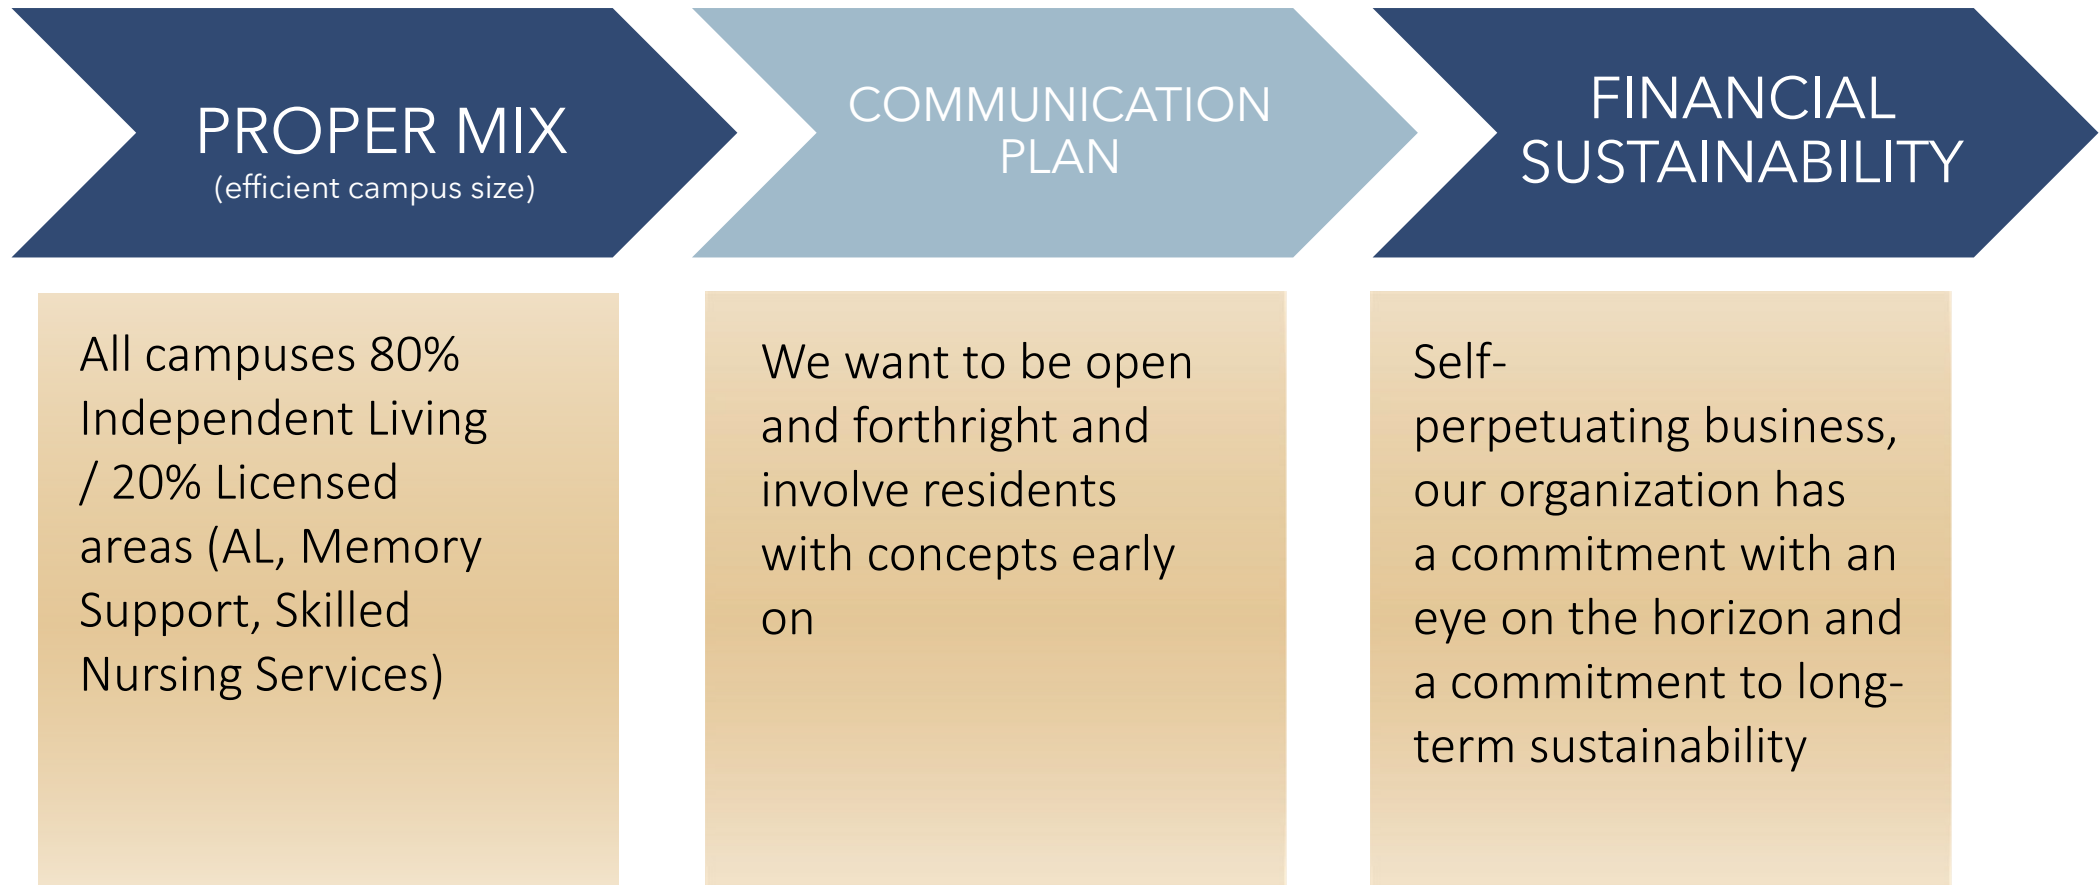 PROPER MIX
(efficient campus size)
COMMUNICATION
PLAN
FINANCIAL
SUSTAINABILITY
All campuses 80%
Independent Living
/ 20% Licensed
areas (AL, Memory
Support, Skilled
Nursing Services)
We want to be open
and forthright and
involve residents
with concepts early
on
Self-
perpetuating business,
our organization has
a commitment with an
eye on the horizon and
a commitment to long-
term sustainability